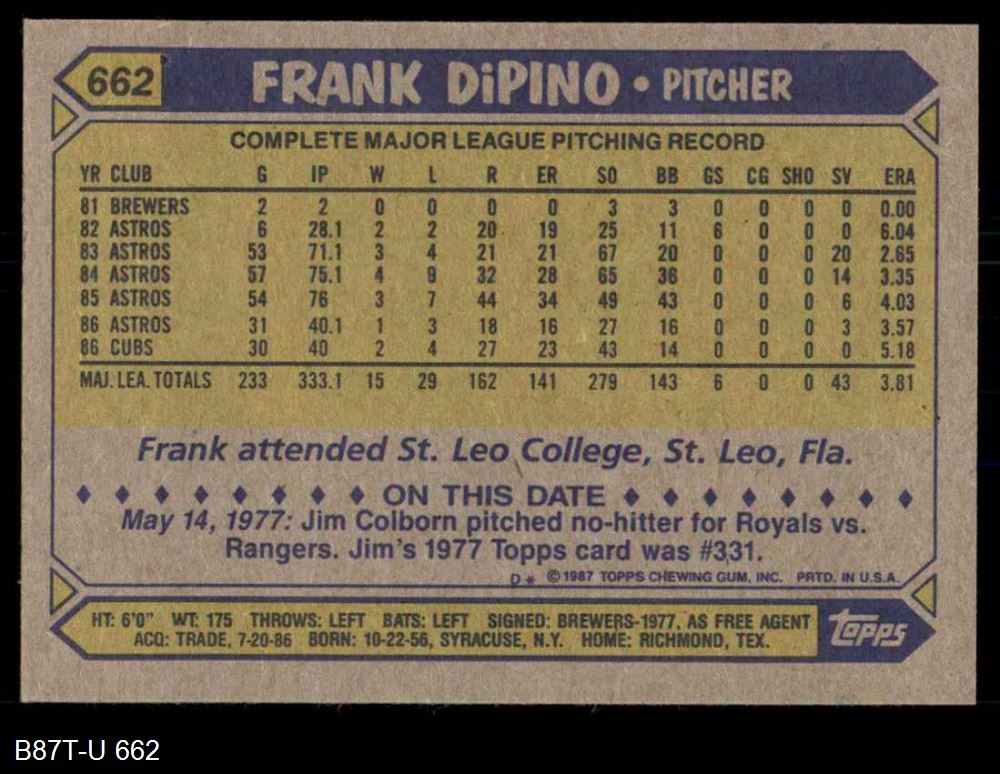 662 FRANK DiPINO • PITCHER
COMPLETE MAJOR LEAGUE PITCHING RECORD
YR CLUB G IP W L R ER SO BB GS CG SHO SV ERA
81 BREWERS 2 2 0 0 0 0 3 3 0 0 0 0 0.00
82 ASTROS 6 28.1 2 2 20 19 25 11 6 0 0 0 6.04
83 ASTROS 53 71.1 3 4 21 21 67 20 0 0 0 20 2.65
84 ASTROS 57 75.1 4 9 32 28 65 36 0 0 0 14 3.35
85 ASTROS 54 76 3 7 44 34 49 43 0 0 0 6 4.03
86 ASTROS 31 40.1 1 3 18 16 27 16 0 0 0 3 3.57
86 CUBS 30 40 2 4 27 23 43 14 0 0 0 0 5.18
MAJ. LEA. TOTALS 233 333.1 15 29 162 141 279 143 6 0 0 43 3.81
Frank attended St. Leo College, St. Leo, Fla.
♦ ♦ ♦ ♦ ♦ ♦ ♦ ♦ ON THIS DATE ♦ ♦ ♦ ♦ ♦ ♦ ♦ ♦
May 14, 1977: Jim Colborn pitched no-hitter for Royals vs.
Rangers. Jim's 1977 Topps card was #331.
D* © 1987 TOPPS CHEWING GUM, INC. PRTD. IN U.S.A.
HT: 6'0" WT: 175 THROWS: LEFT BATS: LEFT SIGNED: BREWERS-1977, AS FREE AGENT
ACQ: TRADE, 7-20-86 BORN: 10-22-56, SYRACUSE, N.Y. HOME: RICHMOND, TEX.
Topps
B87T-U 662